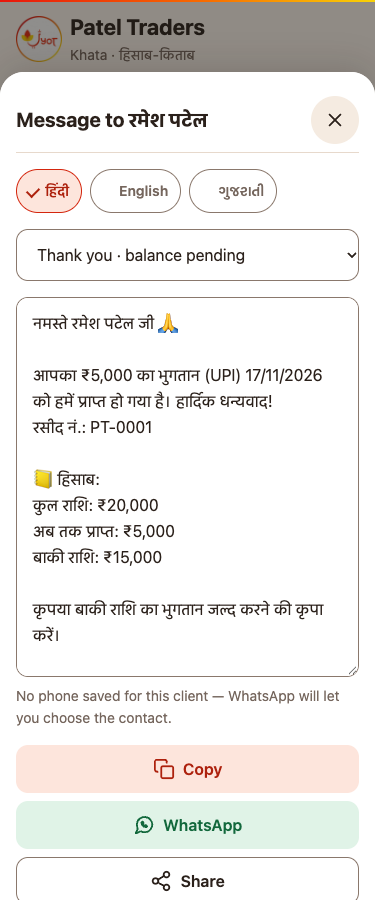 Jyot
Patel Traders
Khata · हिसाब-किताब
Message to रमेश पटेल
हिंदी
English
ગુજરાતી
Thank you · balance pending
नमस्ते रमेश पटेल जी 🙏
आपका ₹5,000 का भुगतान (UPI) 17/11/2026
को हमें प्राप्त हो गया है। हार्दिक धन्यवाद!
रसीद नं.: PT-0001
📒 हिसाब:
कुल राशि: ₹20,000
अब तक प्राप्त: ₹5,000
बाकी राशि: ₹15,000
कृपया बाकी राशि का भुगतान जल्द करने की कृपा
करें।
No phone saved for this client — WhatsApp will let
you choose the contact.
Copy
WhatsApp
Share